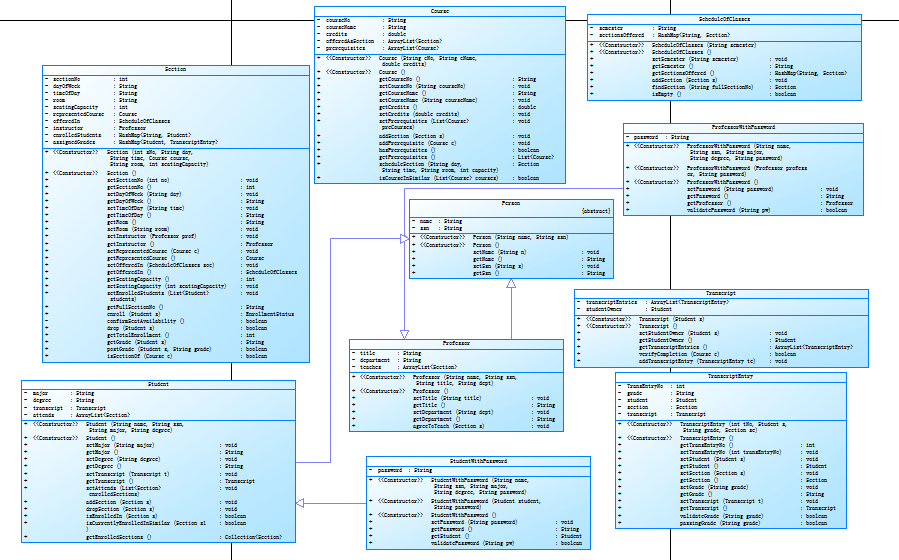 Course
- courseNo : String
- courseName : String
- credits : double
- offeredAsSection : ArrayList<Section>
- prerequisites : ArrayList<Course>
+ <<Constructor>> Course (String cNo, String cName,
double credits)
+ <<Constructor>> Course ()
+ getCourseNo () : String
+ setCourseNo (String courseNo) : void
+ getCourseName () : String
+ setCourseName (String courseName) : void
+ getCredits () : double
+ setCredits (double credits) : void
+ setPrerequisites (List<Course> : void
preCourses)
+ addSection (Section s) : void
+ addPrerequisite (Course c) : void
+ hasPrerequisites () : boolean
+ getPrerequisites () : List<Course>
+ scheduleSection (String day, : Section
String time, String room, int capacity)
+ isCourseInSimilar (List<Course> courses) : boolean
ScheduleOfClasses
- semester : String
- sectionsOffered : HashMap<String, Section>
+ <<Constructor>> ScheduleOfClasses (String semester)
+ <<Constructor>> ScheduleOfClasses ()
+ setSemester (String semester) : void
+ getSemester () : String
+ getSectionsOffered () : HashMap<String, Section>
+ addSection (Section s) : void
+ findSection (String fullSectionNo) : Section
+ isEmpty () : boolean
Section
- sectionNo : int
- dayOfWeek : String
- timeOfDay : String
- room : String
- seatingCapacity : int
- representedCourse : Course
- offeredIn : ScheduleOfClasses
- instructor : Professor
- enrolledStudents : HashMap<String, Student>
- assignedGrades : HashMap<Student, TranscriptEntry>
+ <<Constructor>> Section (int sNo, String day,
String time, Course course,
String room, int seatingCapacity)
+ <<Constructor>> Section ()
+ setSectionNo (int no) : void
+ getSectionNo () : int
+ setDayOfWeek (String day) : void
+ getDayOfWeek () : String
+ setTimeOfDay (String time) : void
+ getTimeOfDay () : String
+ getRoom () : String
+ setRoom (String room) : void
+ setInstructor (Professor prof) : void
+ getInstructor () : Professor
+ setRepresentedCourse (Course c) : void
+ getRepresentedCourse () : Course
+ setOfferedIn (ScheduleOfClasses soc) : void
+ getOfferedIn () : ScheduleOfClasses
+ getSeatingCapacity () : int
+ setSeatingCapacity (int seatingCapacity) : void
+ setEnrolledStudents (List<Student> : void
students)
+ getFullSectionNo () : String
+ enroll (Student s) : EnrollmentStatus
+ confirmSeatAvailability () : boolean
+ drop (Student s) : boolean
+ getTotalEnrollment () : int
+ getGrade (Student s) : String
+ postGrade (Student s, String grade) : boolean
+ isSectionOf (Course c) : boolean
ProfessorWithPassword
- password : String
+ <<Constructor>> ProfessorWithPassword (String name,
String ssn, String major,
String degree, String password)
+ <<Constructor>> ProfessorWithPassword (Professor profess
or, String password)
+ <<Constructor>> ProfessorWithPassword ()
+ setPassword (String password) : void
+ getPassword () : String
+ getProfessor () : Professor
+ validatePassword (String pw) : boolean
Person
{abstract}
- name : String
- ssn : String
+ <<Constructor>> Person (String name, String ssn)
+ <<Constructor>> Person ()
+ setName (String n) : void
+ getName () : String
+ setSsn (String s) : void
+ getSsn () : String
Transcript
- transcriptEntries : ArrayList<TranscriptEntry>
- studentOwner : Student
+ <<Constructor>> Transcript (Student s)
+ <<Constructor>> Transcript ()
+ setStudentOwner (Student s) : void
+ getStudentOwner () : Student
+ getTranscriptEntries () : ArrayList<TranscriptEntry>
+ verifyCompletion (Course c) : boolean
+ addTranscriptEntry (TranscriptEntry te) : void
Professor
- title : String
- department : String
- teaches : ArrayList<Section>
+ <<Constructor>> Professor (String name, String ssn,
String title, String dept)
+ <<Constructor>> Professor ()
+ setTitle (String title) : void
+ getTitle () : String
+ setDepartment (String dept) : void
+ getDepartment () : String
+ agreeToTeach (Section s) : void
Student
- major : String
- degree : String
- transcript : Transcript
- attends : ArrayList<Section>
+ <<Constructor>> Student (String name, String ssn,
String major, String degree)
+ <<Constructor>> Student ()
+ setMajor (String major) : void
+ getMajor () : String
+ setDegree (String degree) : void
+ getDegree () : String
+ setTranscript (Transcript t) : void
+ getTranscript () : Transcript
+ setAttends (List<Section> : void
enrolledSections)
+ addSection (Section s) : void
+ dropSection (Section s) : void
+ isEnrolledIn (Section s) : boolean
+ isCurrentlyEnrolledInSimilar (Section s1 : boolean
)
+ getEnrolledSections () : Collection<Section>
TranscriptEntry
- TransEntryNo : int
- grade : String
- student : Student
- section : Section
- transcript : Transcript
+ <<Constructor>> TranscriptEntry (int tNo, Student s,
String grade, Section se)
+ <<Constructor>> TranscriptEntry ()
+ getTransEntryNo () : int
+ setTransEntryNo (int transEntryNo) : void
+ setStudent (Student s) : void
+ getStudent () : Student
+ setSection (Section s) : void
+ getSection () : Section
+ setGrade (String grade) : void
+ getGrade () : String
+ setTranscript (Transcript t) : void
+ getTranscript () : Transcript
+ validateGrade (String grade) : boolean
+ passingGrade (String grade) : boolean
StudentWithPassword
- password : String
+ <<Constructor>> StudentWithPassword (String name,
String ssn, String major,
String degree, String password)
+ <<Constructor>> StudentWithPassword (Student student,
String password)
+ <<Constructor>> StudentWithPassword ()
+ setPassword (String password) : void
+ getPassword () : String
+ getStudent () : Student
+ validatePassword (String pw) : boolean